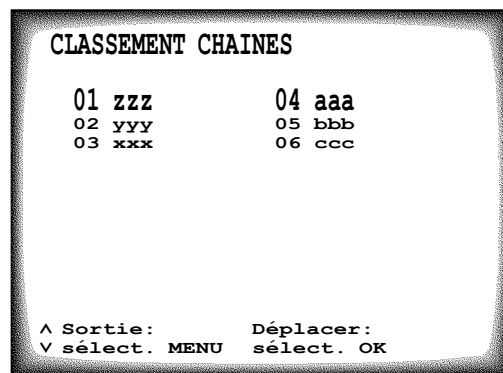 CLASSEMENT CHAINES
01 zzz 04 aaa
02 yyy 05 bbb
03 xxx 06 ccc
^ Sortie: Déplacer:
v sélect. MENU sélect. OK